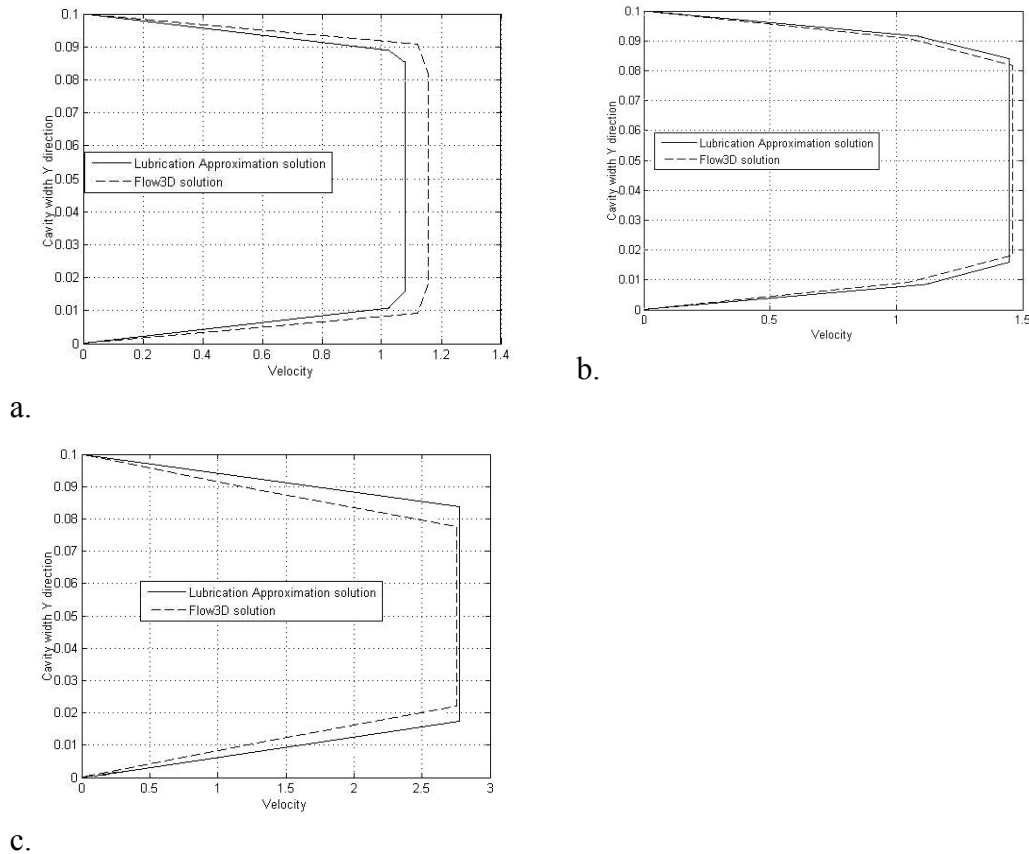 0.1
0.09
0.08
0.07
0.06
0.05
0.04
0.03
0.02
0.01
0
Cavity width Y direction
Lubrication Approximation solution
Flow3D solution
0 0.2 0.4 0.6 0.8 1 1.2 1.4
Velocity
a.
0.1
0.09
0.08
0.07
0.06
0.05
0.04
0.03
0.02
0.01
0
Cavity width Y direction
Lubrication Approximation solution
Flow3D solution
0 0.5 1 1.5
Velocity
b.
0.1
0.09
0.08
0.07
0.06
0.05
0.04
0.03
0.02
0.01
0
Cavity width Y direction
Lubrication Approximation solution
Flow3D solution
0 0.5 1 1.5 2 2.5 3
Velocity
c.